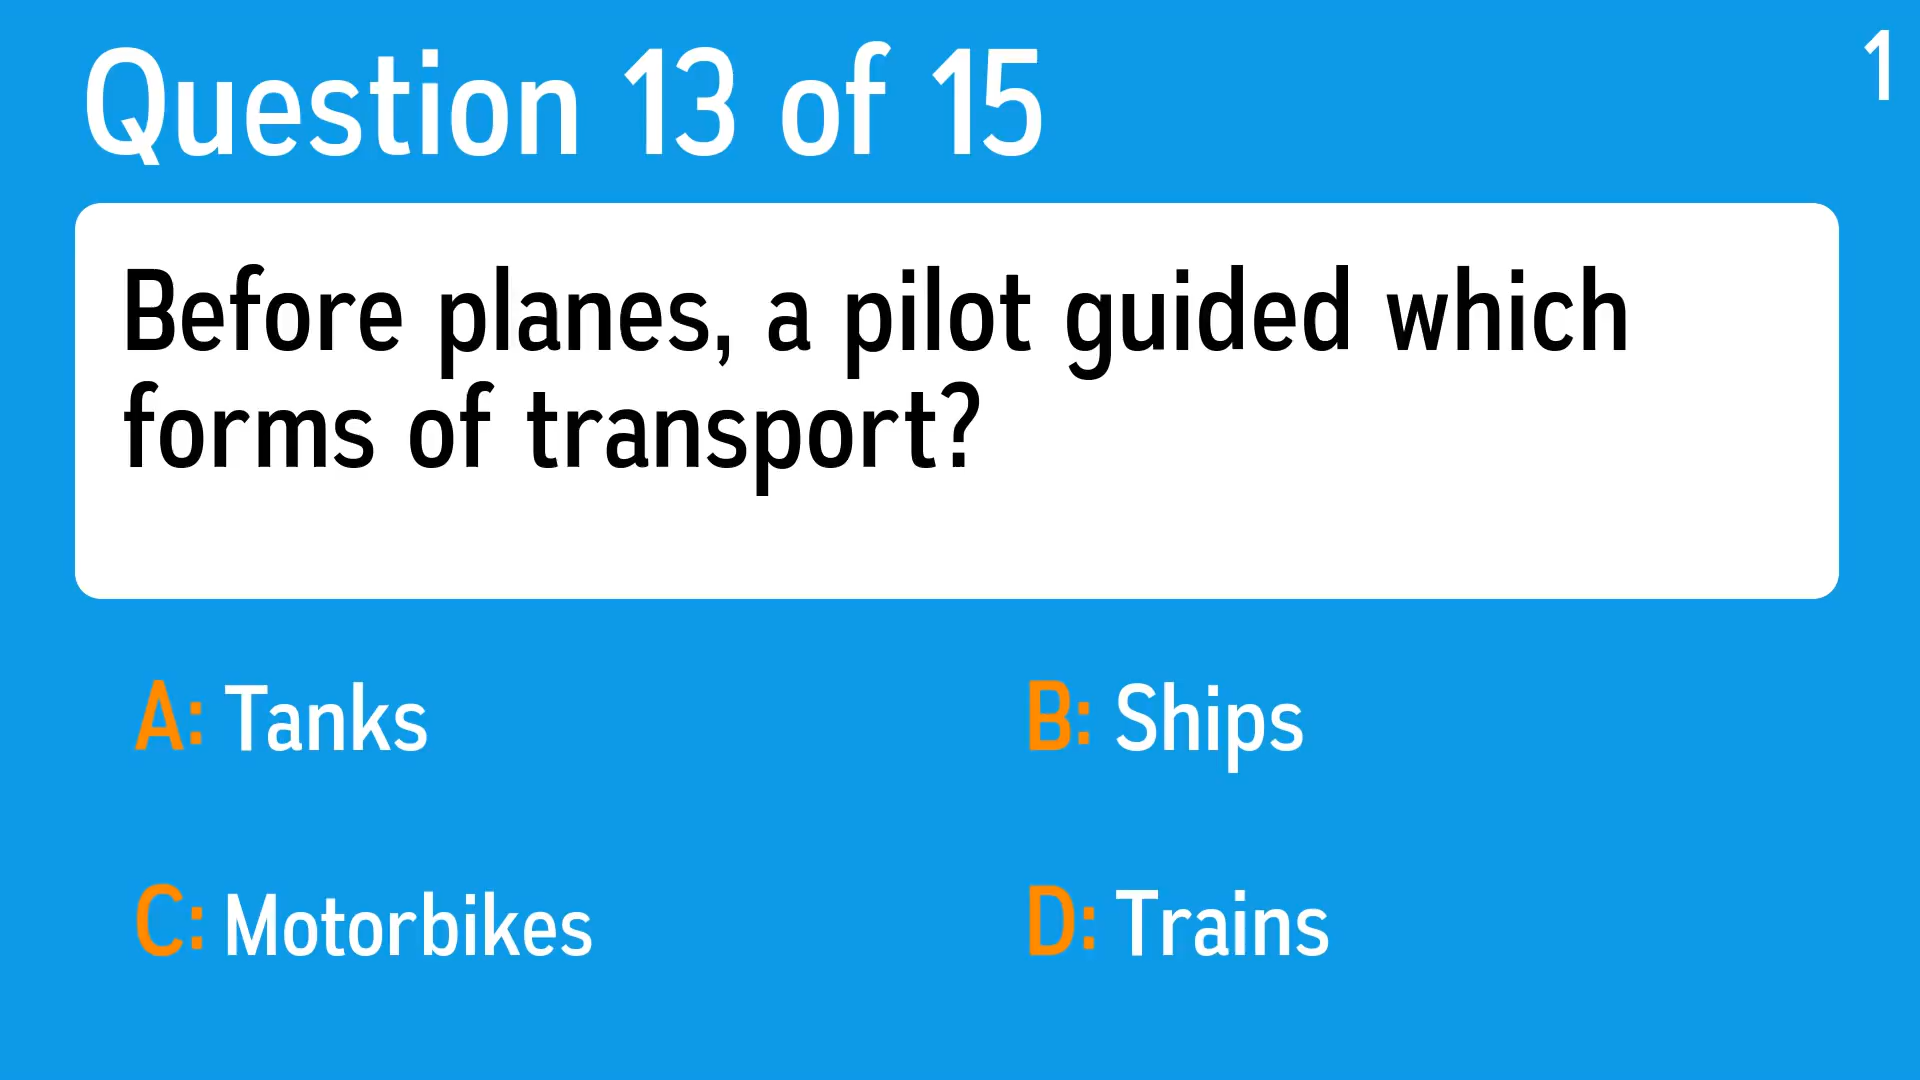 Question 13 of 15
1
Before planes, a pilot guided which
forms of transport?
A: Tanks
B: Ships
C: Motorbikes
D: Trains